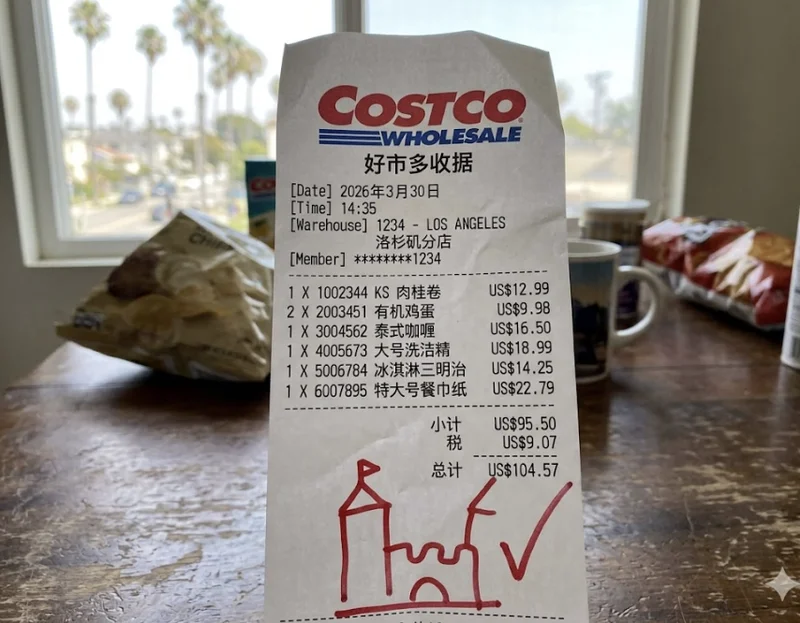 COSTCO
WHOLESALE
好市多收据
[Date] 2026年3月30日
[Time] 14:35
[Warehouse] 1234 - LOS ANGELES
洛杉矶分店
[Member] ********1234
1 X 1002344 KS 肉桂卷 US$12.99
2 X 2003451 有机鸡蛋 US$9.98
1 X 3004562 泰式咖喱 US$16.50
1 X 4005673 大号洗洁精 US$18.99
1 X 5006784 冰淇淋三明治 US$14.25
1 X 6007895 特大号餐巾纸 US$22.79
小计 US$95.50
税 US$9.07
总计 US$104.57